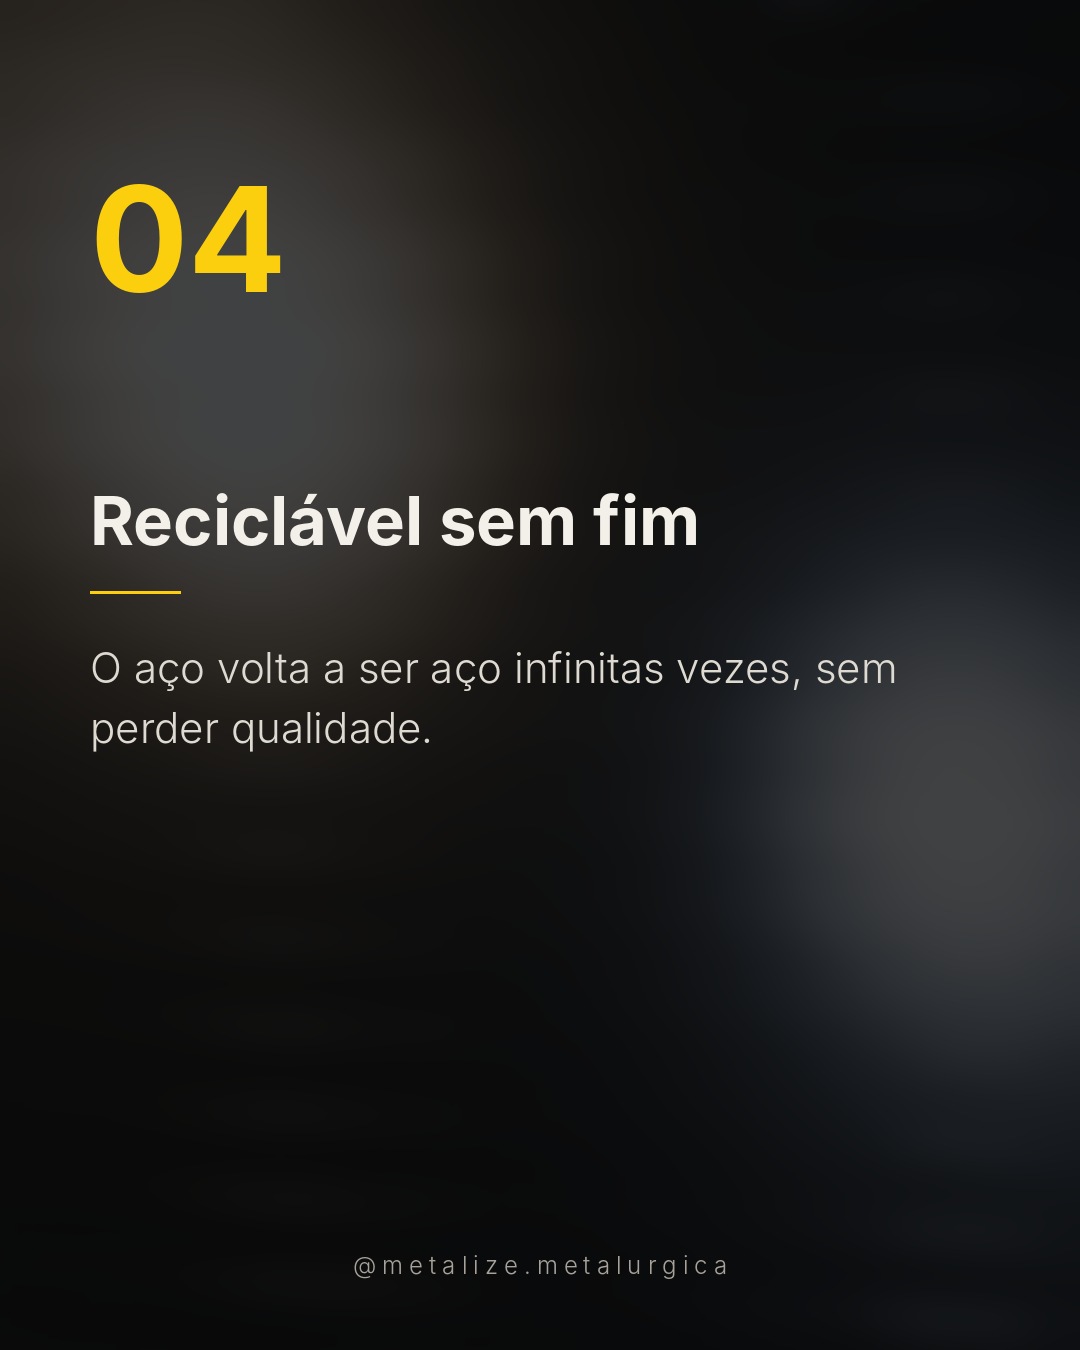 04
Reciclável sem fim
O aço volta a ser aço infinitas vezes, sem
perder qualidade.
@metalize.metalurgica